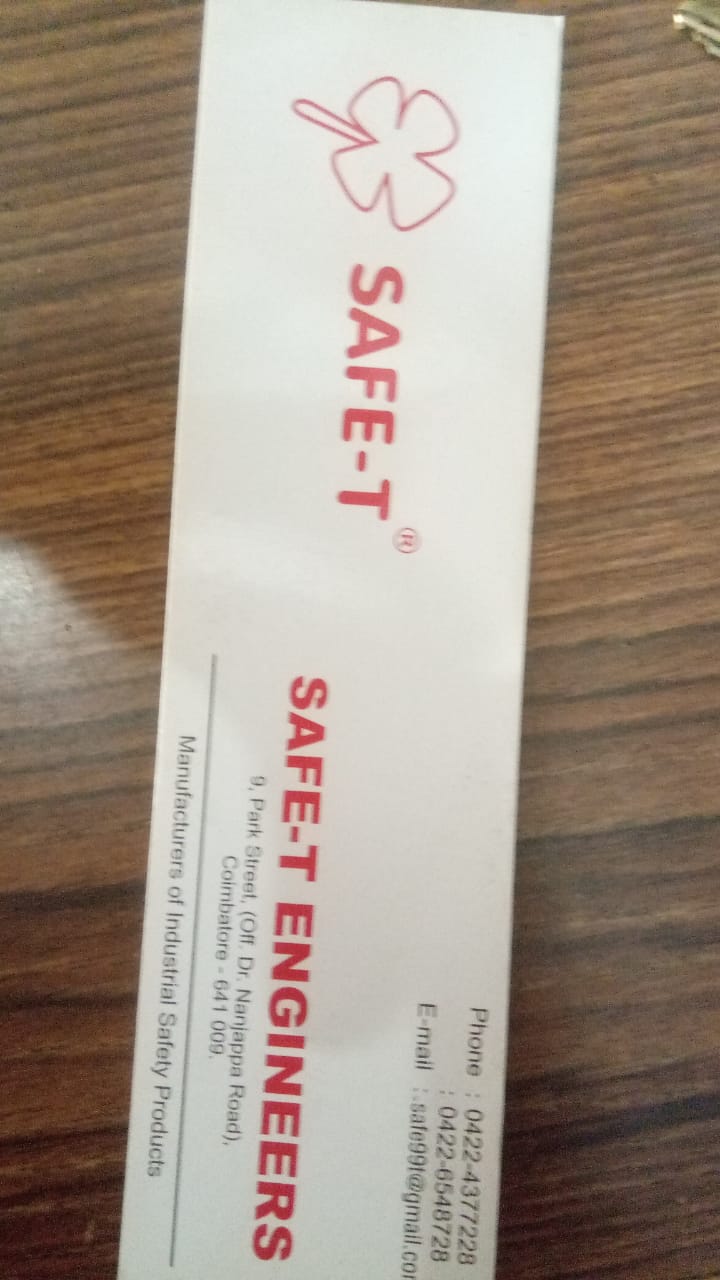 SAFE-T®
Phone : 0422-4377228
: 0422-6548728
E-mail :
SAFE-T ENGINEERS
9, Park Street, (Off. Dr. Nanjappa Road),
Coimbatore - 641 009.
Manufacturers of Industrial Safety Products